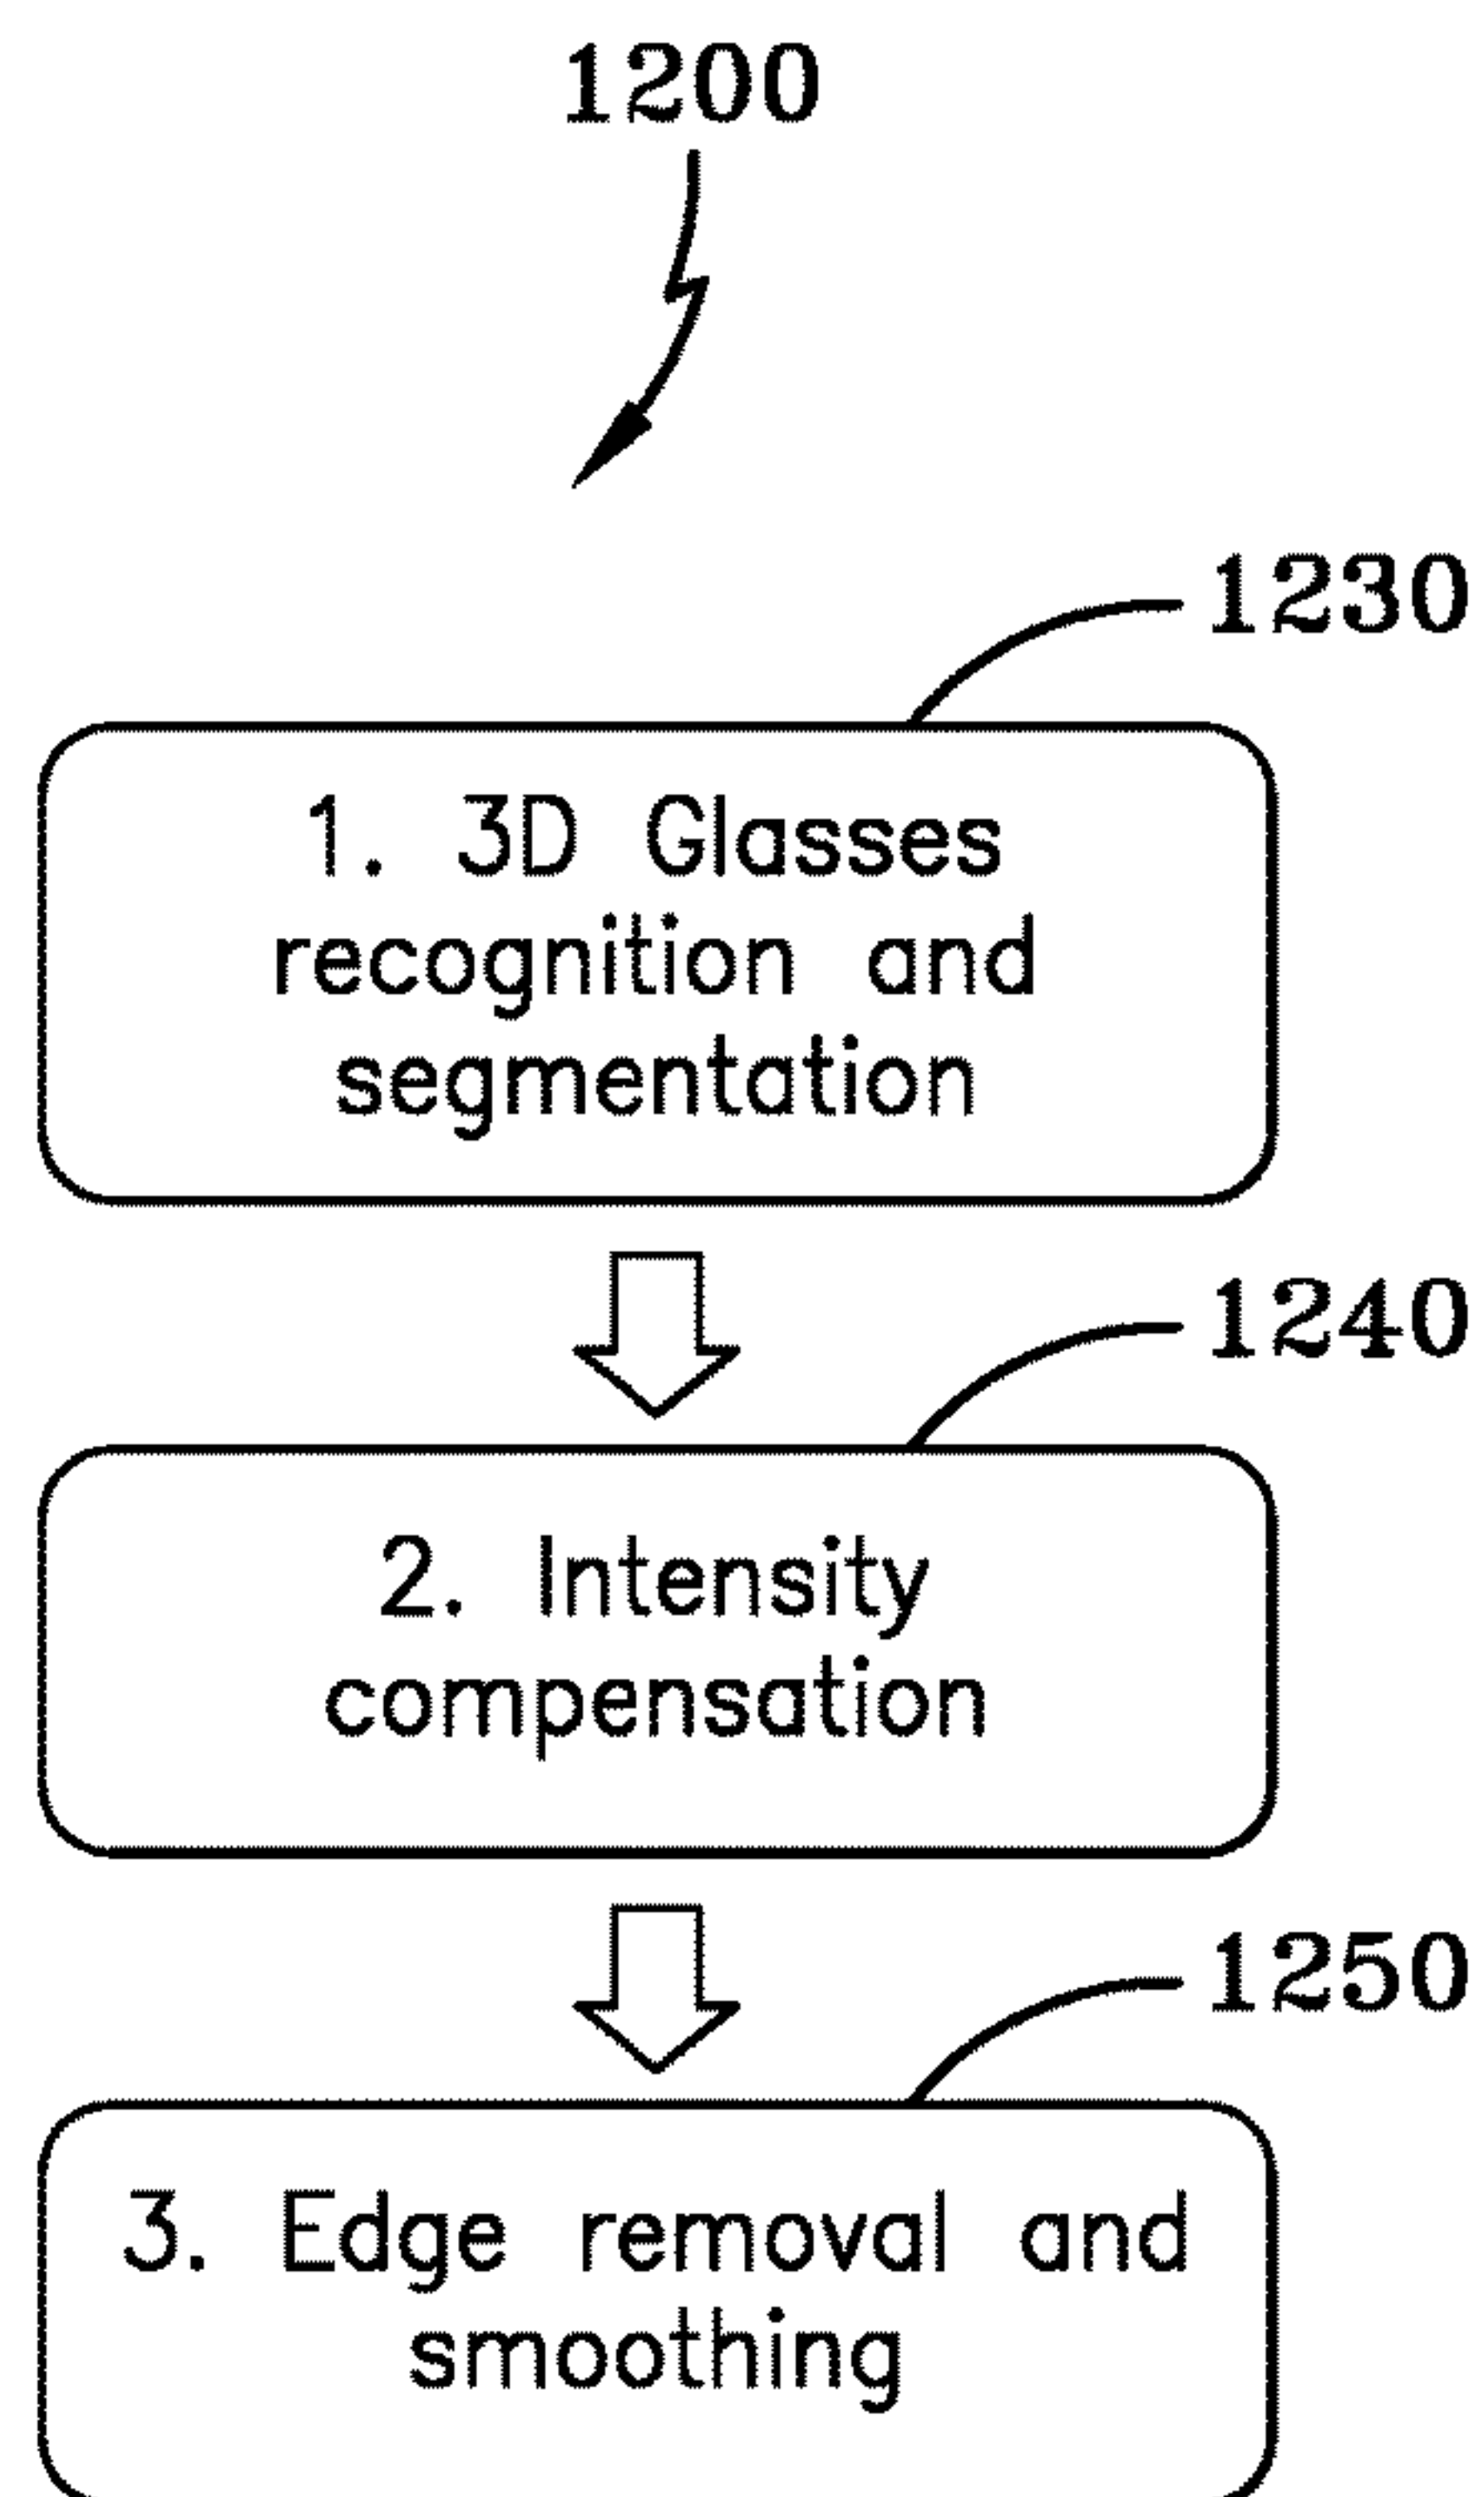 1200
1230
1. 3D Glasses
recognition and
segmentation
1240
2. Intensity
compensation
1250
3. Edge removal and
smoothing